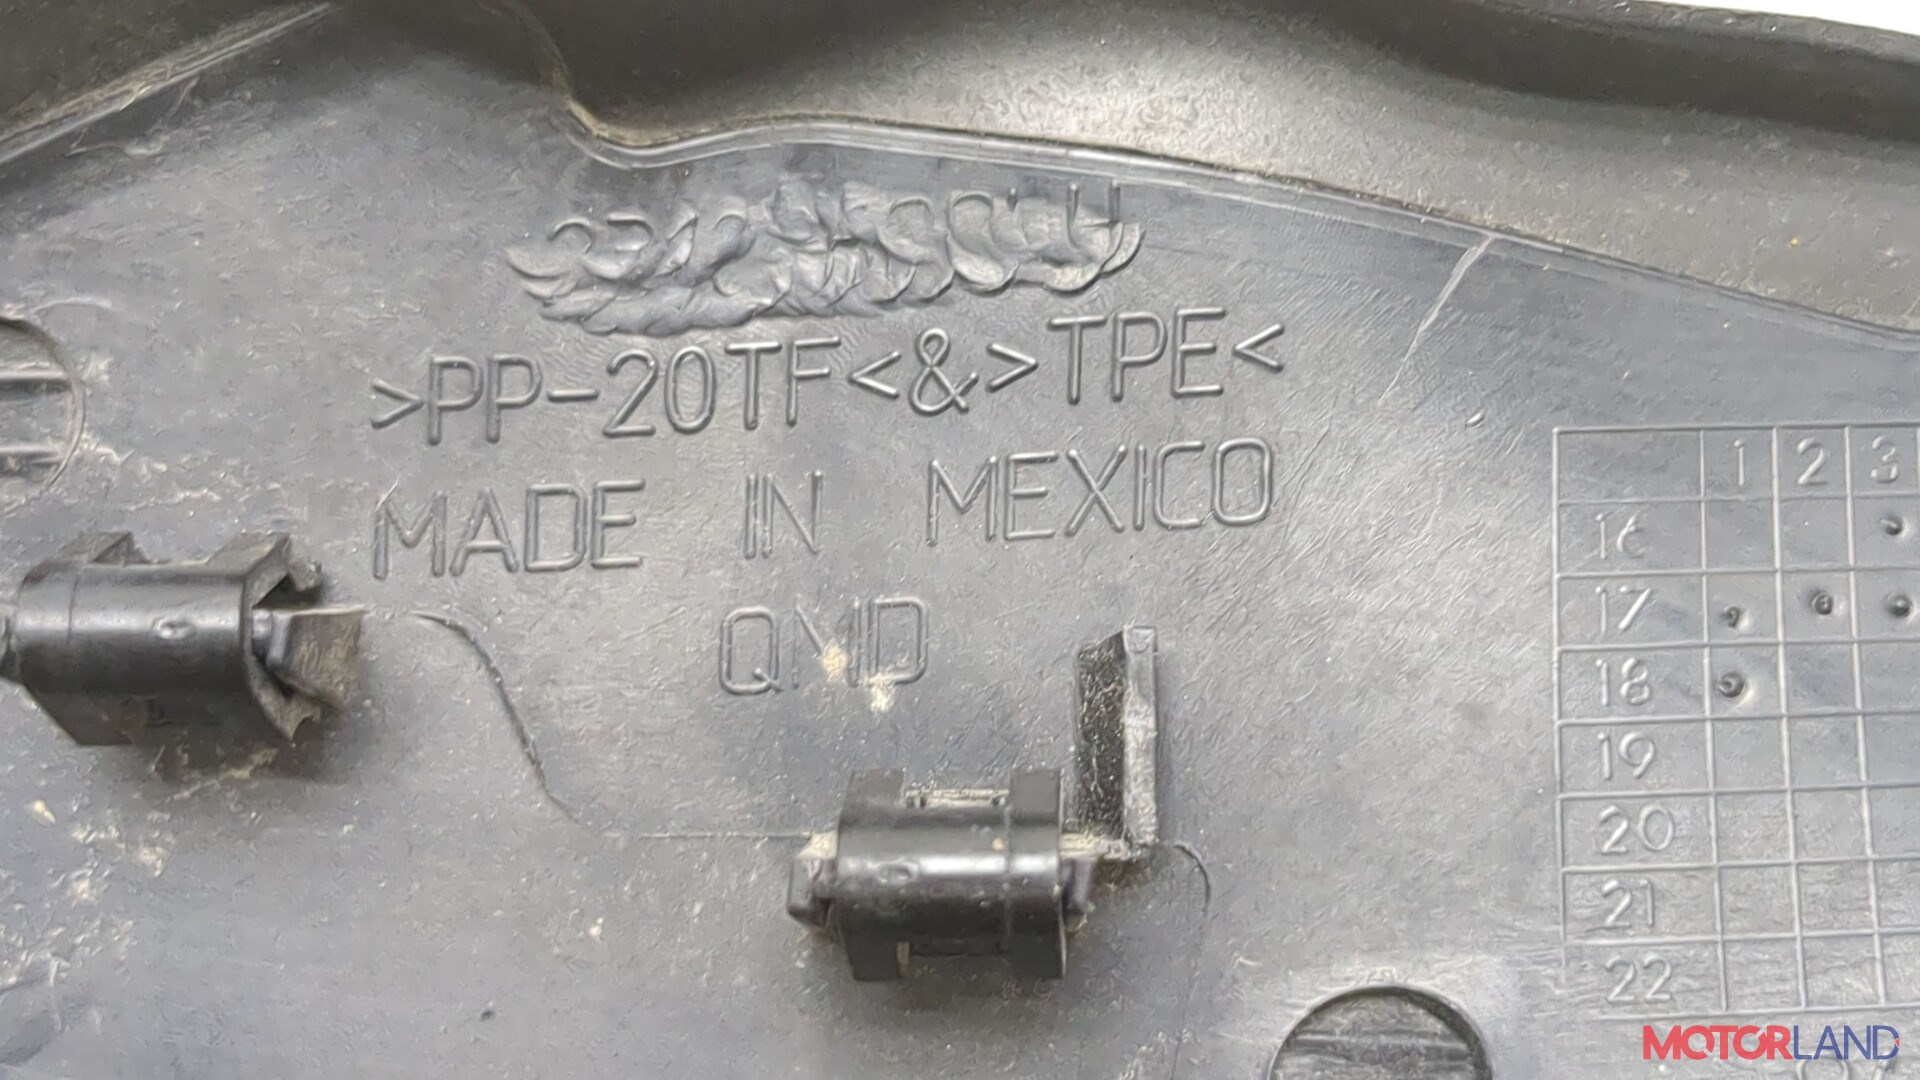 >PP-20TF<&>TPE<
MADE IN MEXICO
QMD
1 2 3
16
17
18
19
20
21
22
MOTORLAND